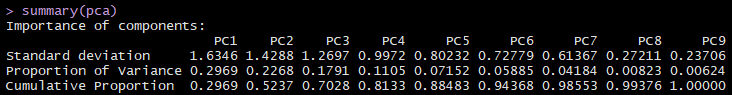 > summary(pca)
Importance of components:
PC1 PC2 PC3 PC4 PC5 PC6 PC7 PC8 PC9
Standard deviation 1.6346 1.4288 1.2697 0.9972 0.80232 0.72779 0.61367 0.27211 0.23706
Proportion of Variance 0.2969 0.2268 0.1791 0.1105 0.07152 0.05885 0.04184 0.00823 0.00624
Cumulative Proportion 0.2969 0.5237 0.7028 0.8133 0.88483 0.94368 0.98553 0.99376 1.00000